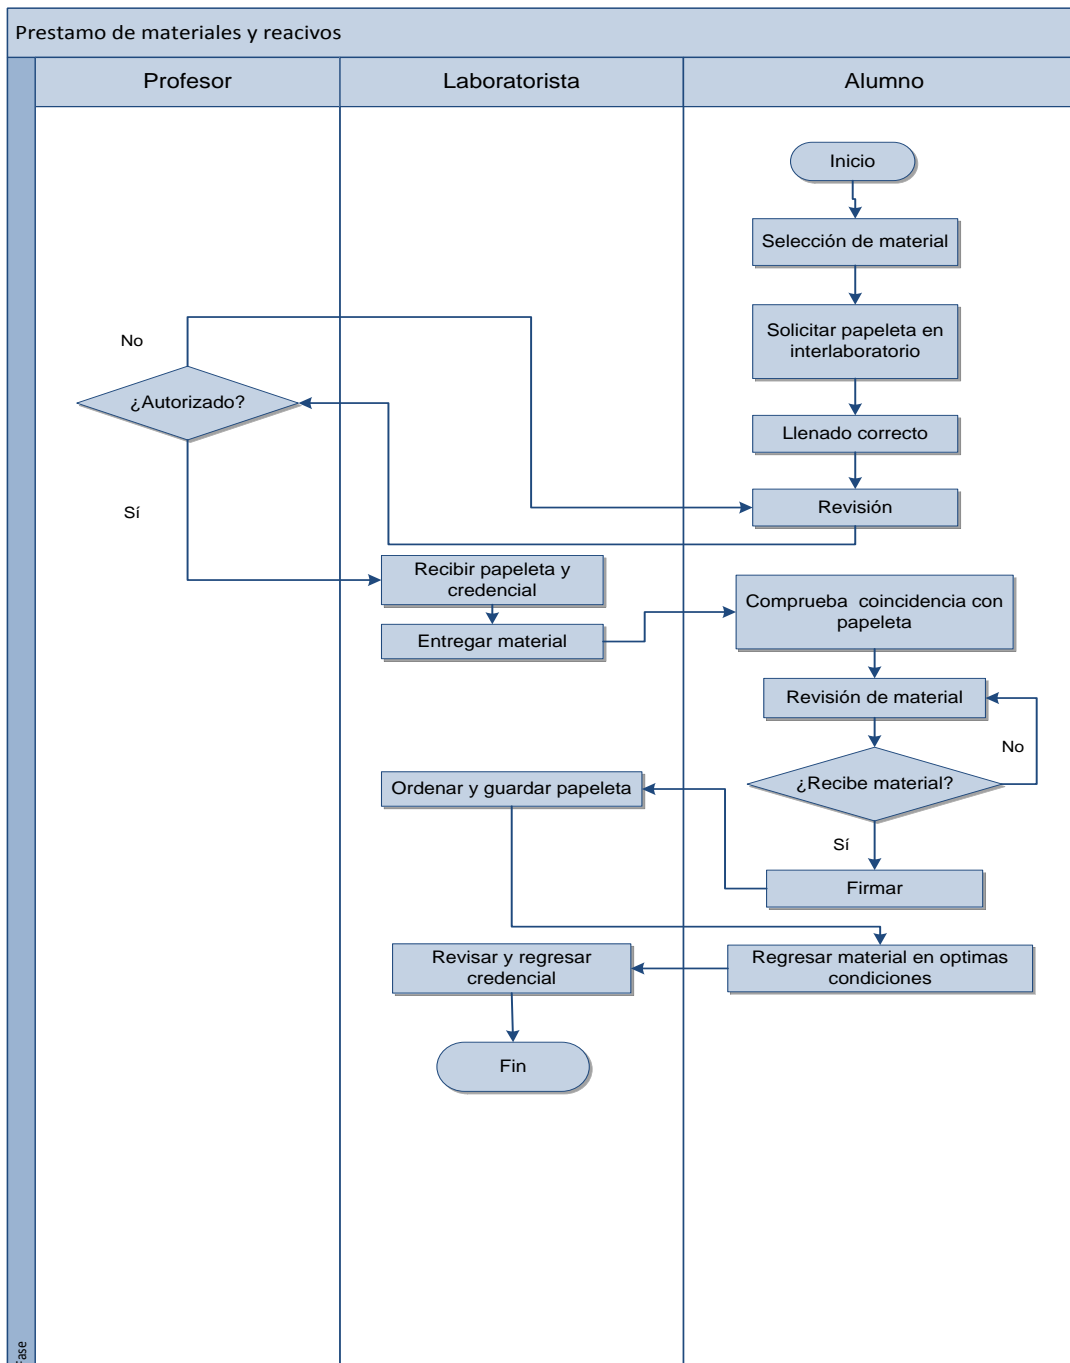 Prestamo de materiales y reacivos
Profesor
Laboratorista
Alumno
Inicio
Selección de material
Solicitar papeleta en
interlaboratorio
No
¿Autorizado?
Llenado correcto
Sí
Revisión
Recibir papeleta y
credencial
Entregar material
Comprueba  coincidencia con
papeleta
Revisión de material
No
¿Recibe material?
Ordenar y guardar papeleta
Sí
Firmar
Regresar material en optimas
condiciones
Revisar y regresar
credencial
Fin
Fase